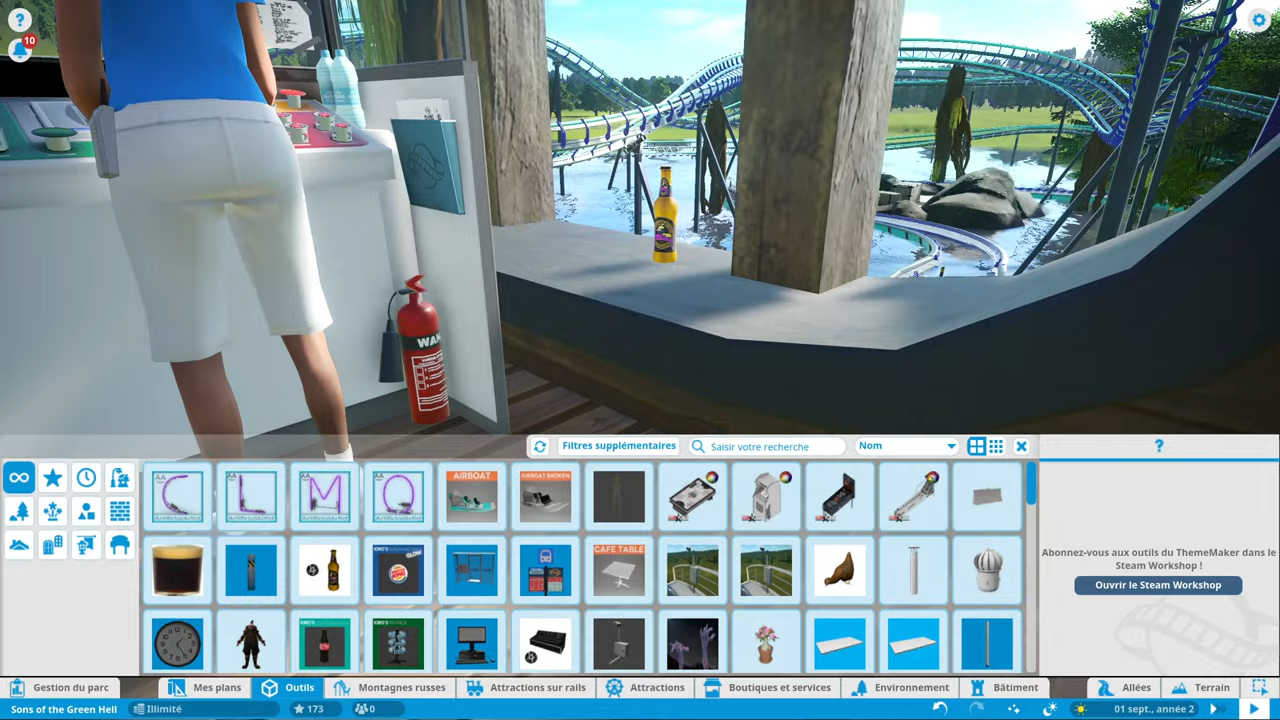 ?
10
WAR
Filtres supplémentaires
Saisir votre recherche
Nom
?
AIRBOAT
AIRBOAT BROKEN
CAFE TABLE
Abonnez-vous aux outils du ThemeMaker dans le
Steam Workshop !
Ouvrir le Steam Workshop
Gestion du parc
Mes plans
Outils
Montagnes russes
Attractions sur rails
Attractions
Boutiques et services
Environnement
Bâtiment
Allées
Terrain
Sons of the Green Hell
Illimité
173
0
01 sept., année 2